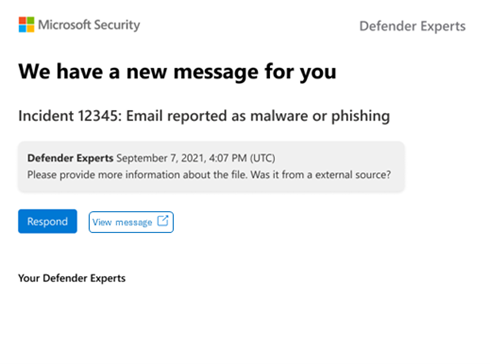 Microsoft Security
Defender Experts
We have a new message for you
Incident 12345: Email reported as malware or phishing
Defender Experts September 7, 2021, 4:07 PM (UTC)
Please provide more information about the file. Was it from a external source?
Respond
View message
Your Defender Experts